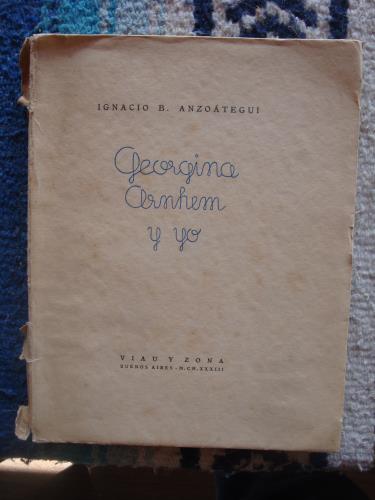 IGNACIO B. ANZOÁTEGUI
Georgina
Arnhem
y yo
VIAU Y ZONA
BUENOS AIRES - M.CM.XXXIII